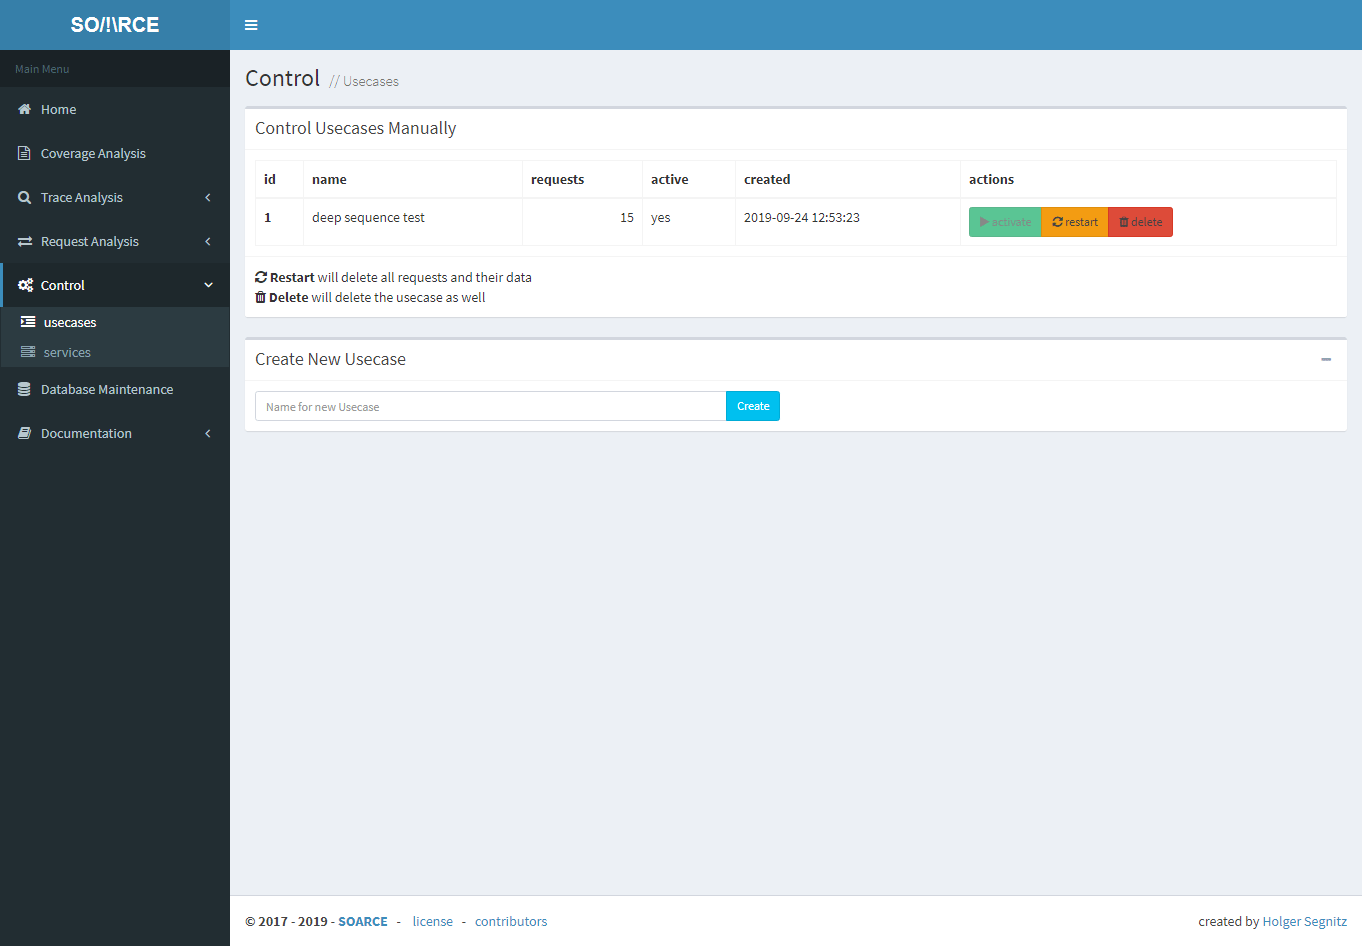 SO/!\RCE
Main Menu
Home
Coverage Analysis
Trace Analysis
Request Analysis
Control
usecases
services
Database Maintenance
Documentation
Control // Usecases
Control Usecases Manually
id name requests active created actions
1 deep sequence test 15 yes 2019-09-24 12:53:23 activate restart delete
Restart will delete all requests and their data
Delete will delete the usecase as well
Create New Usecase
Name for new Usecase Create
© 2017 - 2019 - SOARCE - license - contributors
created by Holger Segnitz